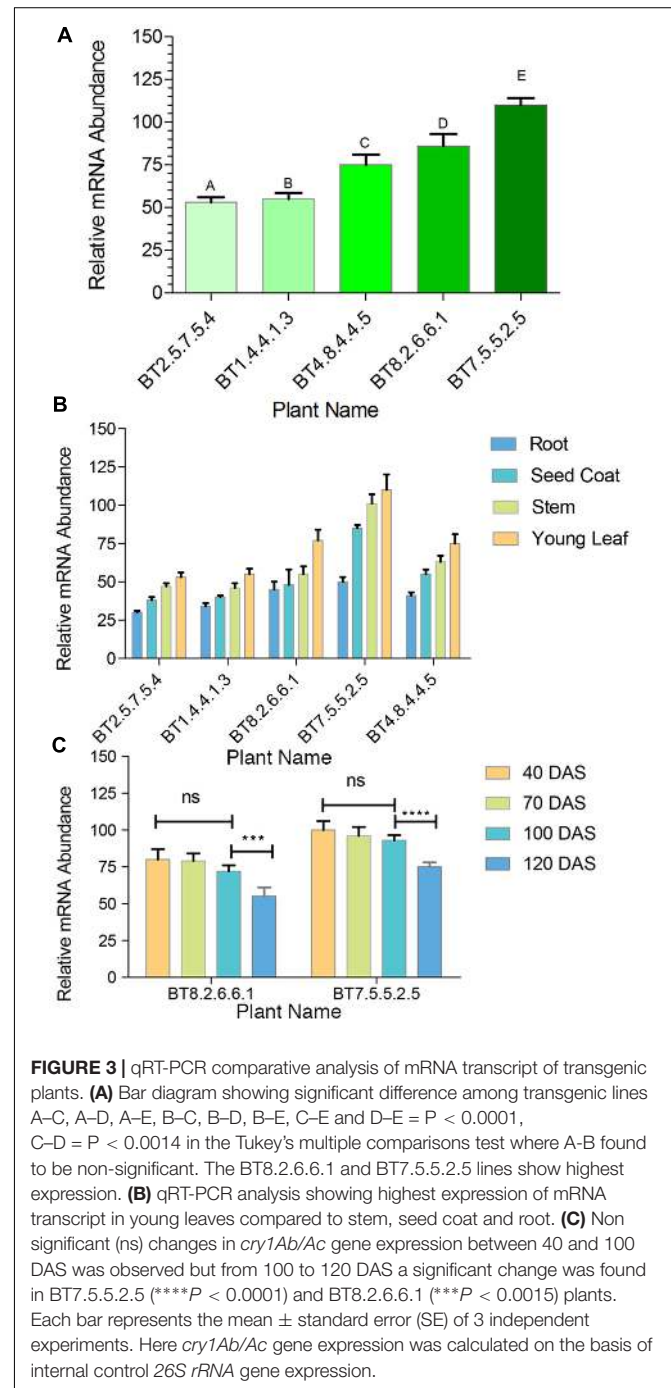 A
Relative mRNA Abundance
150
125
100
75
50
25
0
A
B
C
D
E
BT2.5.7.5.4
BT1.4.4.1.3
BT4.8.4.4.5
BT8.2.6.6.1
BT7.5.5.2.5
Plant Name
B
Relative mRNA Abundance
150
125
100
75
50
25
0
Root
Seed Coat
Stem
Young Leaf
BT2.5.7.5.4
BT1.4.4.1.3
BT8.2.6.6.1
BT7.5.5.2.5
BT4.8.4.4.5
Plant Name
C
Relative mRNA Abundance
150
125
100
75
50
25
0
ns
***
ns
****
40 DAS
70 DAS
100 DAS
120 DAS
BT8.2.6.6.1
BT7.5.5.2.5
Plant Name
FIGURE 3 | qRT-PCR comparative analysis of mRNA transcript of transgenic
plants. (A) Bar diagram showing significant difference among transgenic lines
A–C, A–D, A–E, B–C, B–D, B–E, C–E and D–E = P < 0.0001,
C–D = P < 0.0014 in the Tukey's multiple comparisons test where A-B found
to be non-significant. The BT8.2.6.6.1 and BT7.5.5.2.5 lines show highest
expression. (B) qRT-PCR analysis showing highest expression of mRNA
transcript in young leaves compared to stem, seed coat and root. (C) Non
significant (ns) changes in cry1Ab/Ac gene expression between 40 and 100
DAS was observed but from 100 to 120 DAS a significant change was found
in BT7.5.5.2.5 (****P < 0.0001) and BT8.2.6.6.1 (***P < 0.0015) plants.
Each bar represents the mean ± standard error (SE) of 3 independent
experiments. Here cry1Ab/Ac gene expression was calculated on the basis of
internal control 26S rRNA gene expression.